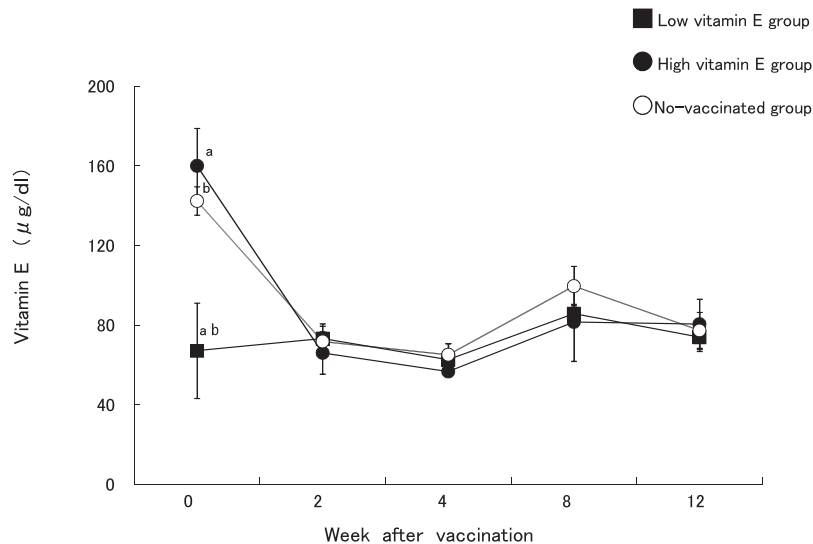 Low vitamin E group
High vitamin E group
No-vaccinated group
200
160
120
80
40
0
Vitamin E (μg/dl)
a
b
a b
0 2 4 8 12
Week after vaccination